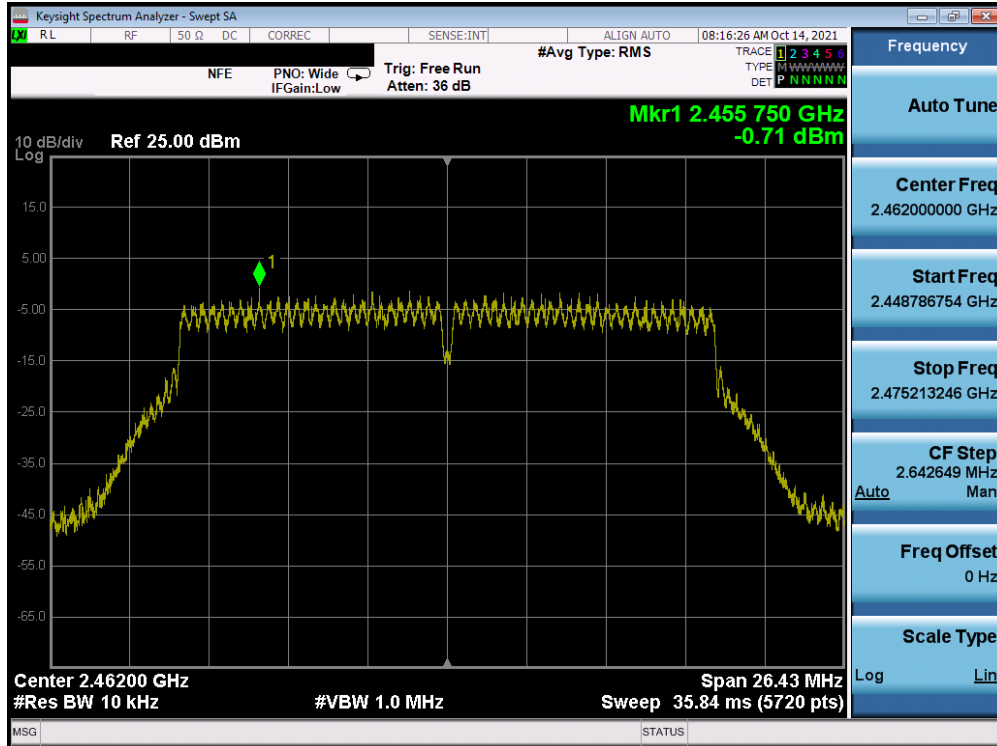 Keysight Spectrum Analyzer - Swept SA
LXI RL RF 50 Ω DC CORREC SENSE:INT ALIGN AUTO 08:16:26 AM Oct 14, 2021
#Avg Type: RMS
TRACE 1 2 3 4 5 6
TYPE M WWWWW
DET P N N N N N
NFE PNO: Wide Trig: Free Run
IFGain:Low Atten: 36 dB
Mkr1 2.455 750 GHz
-0.71 dBm
10 dB/div Ref 25.00 dBm
Log
15.0
5.00
-5.00
-15.0
-25.0
-35.0
-45.0
-55.0
-65.0
1
Center 2.46200 GHz Span 26.43 MHz
#Res BW 10 kHz #VBW 1.0 MHz Sweep 35.84 ms (5720 pts)
MSG STATUS
Frequency
Auto Tune
Center Freq
2.462000000 GHz
Start Freq
2.448786754 GHz
Stop Freq
2.475213246 GHz
CF Step
2.642649 MHz
Auto Man
Freq Offset
0 Hz
Scale Type
Log Lin